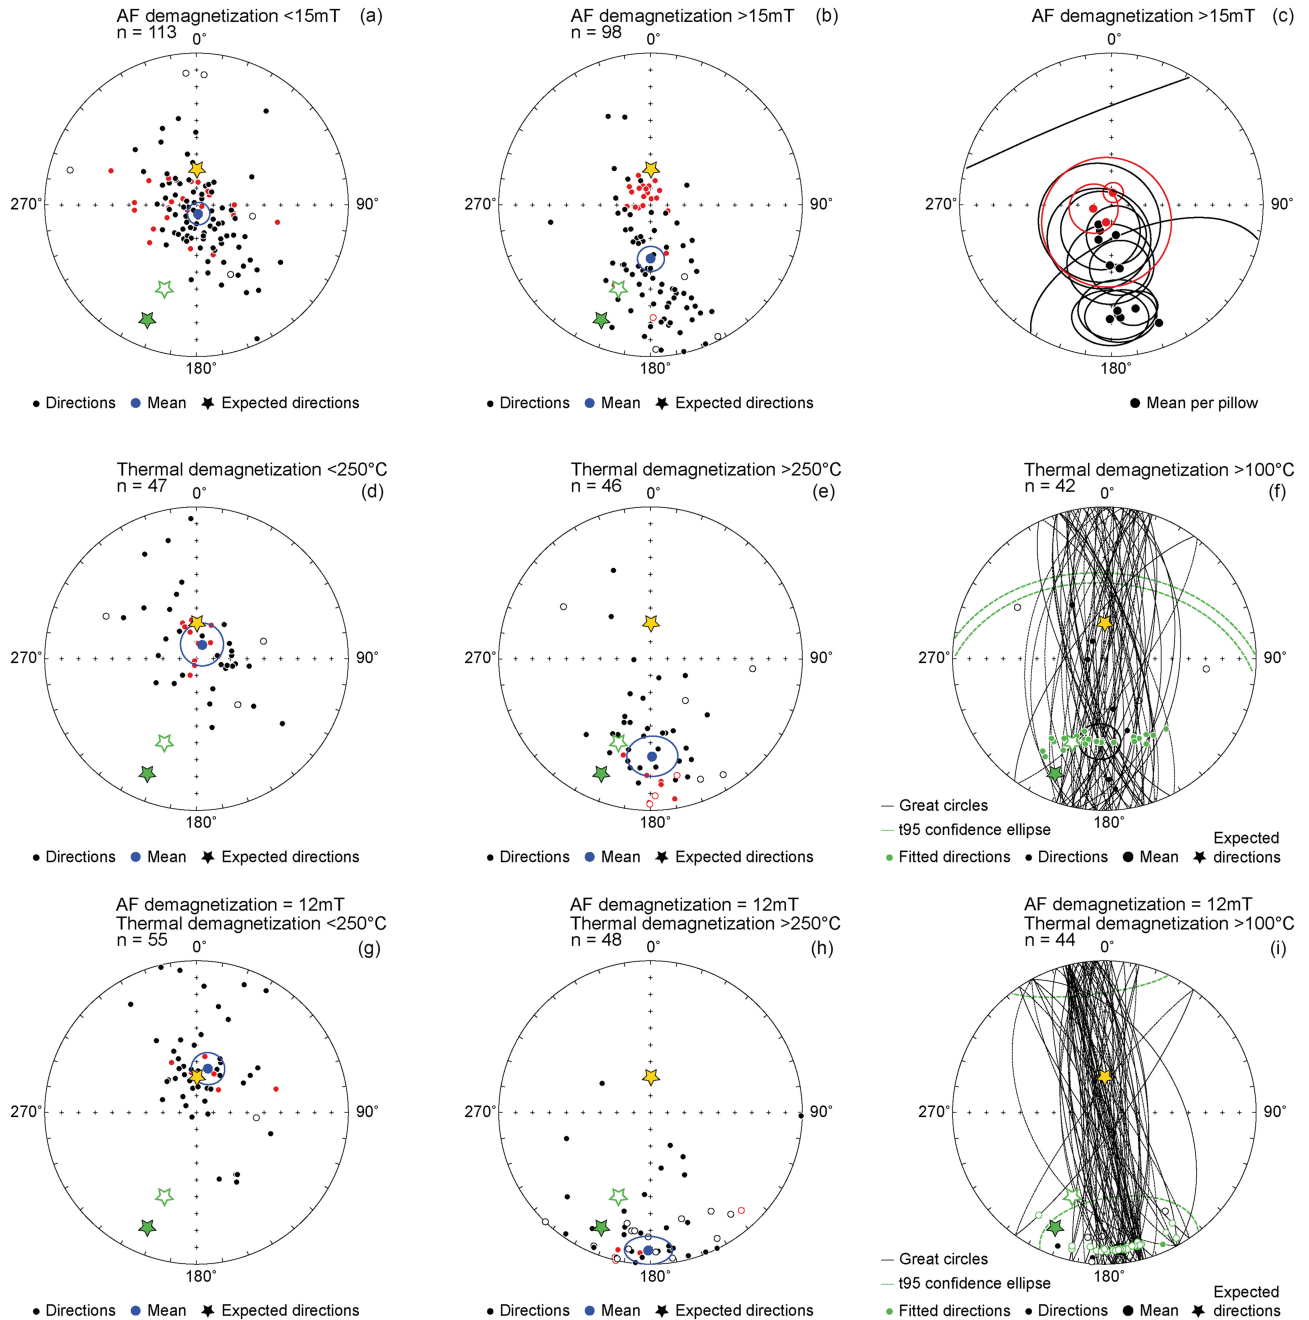 AF demagnetization <15mT (a)
n = 113
0°
270° 90°
180°
Directions Mean Expected directions
AF demagnetization >15mT (b)
n = 98
0°
270° 90°
180°
Directions Mean Expected directions
AF demagnetization >15mT (c)
0°
270° 90°
180°
Mean per pillow
Thermal demagnetization <250°C
n = 47 (d)
0°
270° 90°
180°
Directions Mean Expected directions
Thermal demagnetization >250°C
n = 46 (e)
0°
270° 90°
180°
Directions Mean Expected directions
Thermal demagnetization >100°C
n = 42 (f)
0°
270° 90°
180°
Great circles
t95 confidence ellipse
Fitted directions Directions Mean Expected directions
AF demagnetization = 12mT
Thermal demagnetization <250°C
n = 55 (g)
0°
270° 90°
180°
Directions Mean Expected directions
AF demagnetization = 12mT
Thermal demagnetization >250°C
n = 48 (h)
0°
270° 90°
180°
Directions Mean Expected directions
AF demagnetization = 12mT
Thermal demagnetization >100°C
n = 44 (i)
0°
270° 90°
180°
Great circles
t95 confidence ellipse
Fitted directions Directions Mean Expected directions